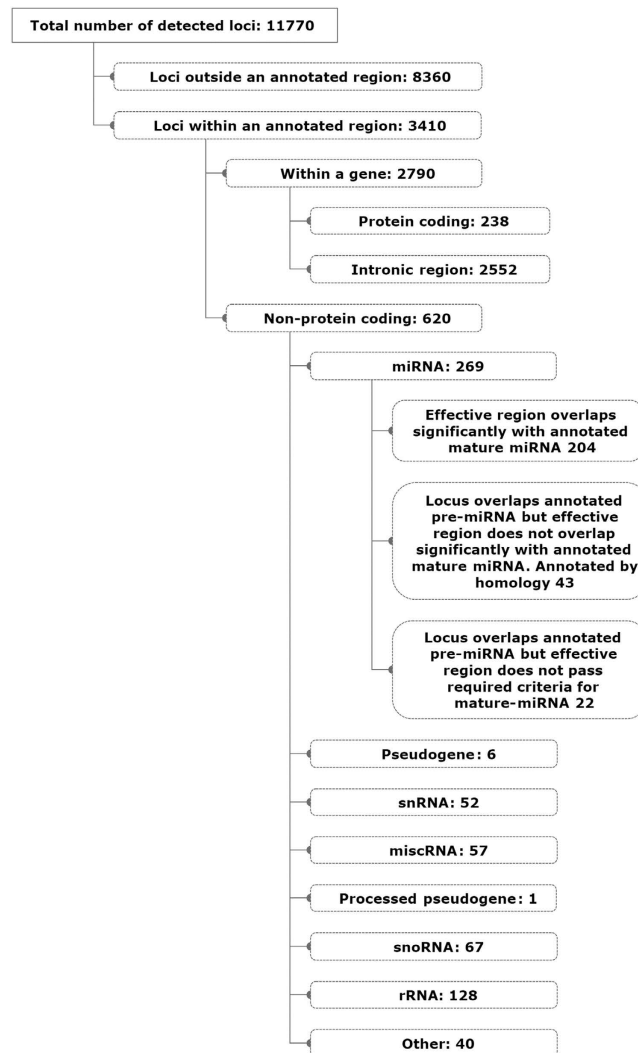 Total number of detected loci: 11770
Loci outside an annotated region: 8360
Loci within an annotated region: 3410
Within a gene: 2790
Protein coding: 238
Intronic region: 2552
Non-protein coding: 620
miRNA: 269
Effective region overlaps
significantly with annotated
mature miRNA 204
Locus overlaps annotated
pre-miRNA but effective
region does not overlap
significantly with annotated
mature miRNA. Annotated by
homology 43
Locus overlaps annotated
pre-miRNA but effective
region does not pass
required criteria for
mature-miRNA 22
Pseudogene: 6
snRNA: 52
miscRNA: 57
Processed pseudogene: 1
snoRNA: 67
rRNA: 128
Other: 40